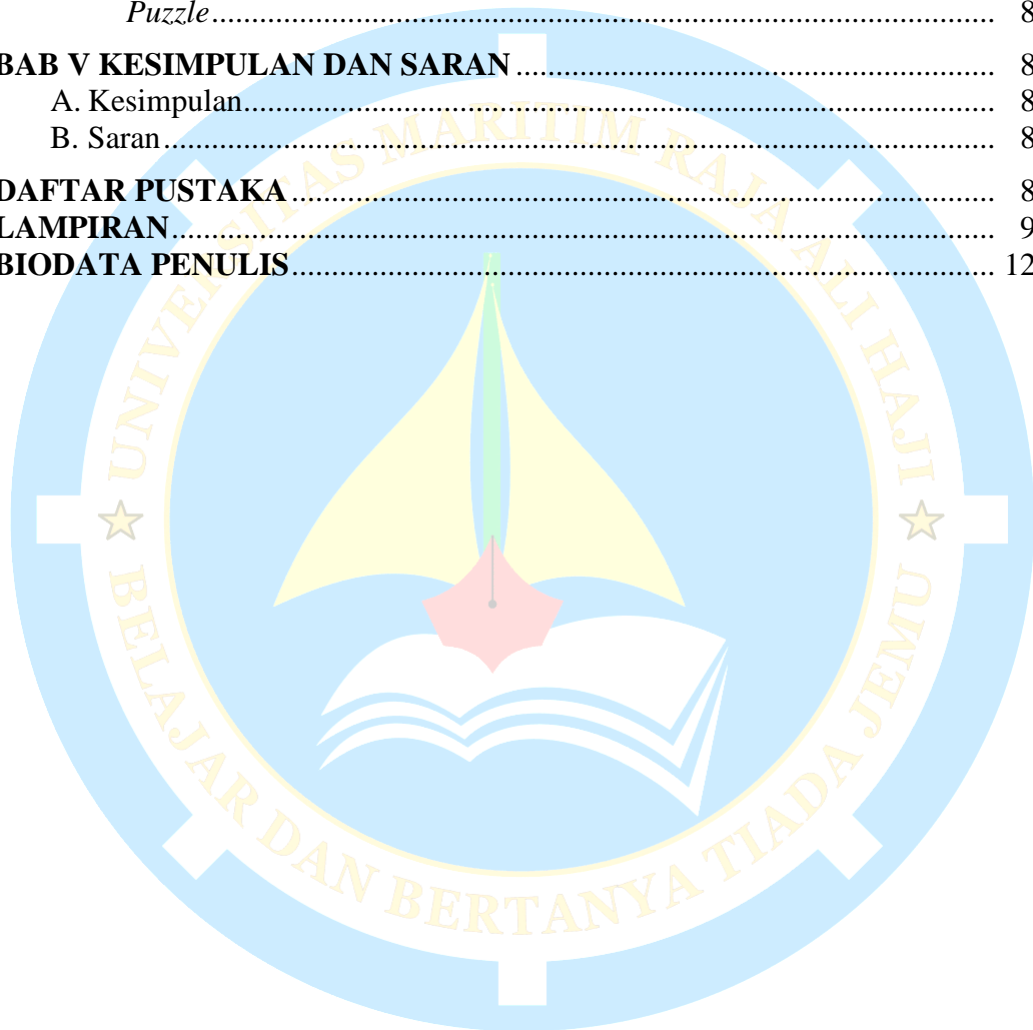 Puzzle........................................................................................................ 8
BAB V KESIMPULAN DAN SARAN................................................................ 8
A. Kesimpulan.................................................................................................... 8
B. Saran............................................................................................................... 8
DAFTAR PUSTAKA............................................................................................. 8
LAMPIRAN............................................................................................................ 9
BIODATA PENULIS............................................................................................. 12
UNIVERSITAS MARITIM RAJA ALI HAJI
BELAJAR DAN BERTANYA TIADA JEMU